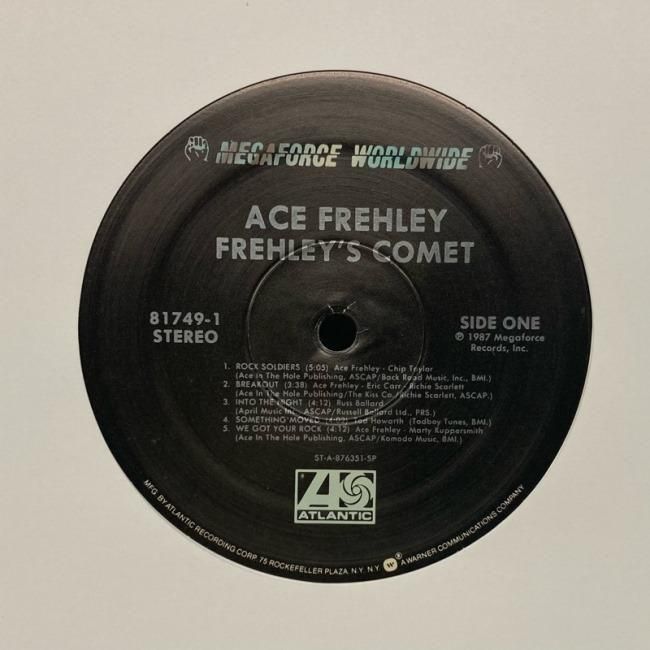 MEGAFORCE WORLDWIDE
ACE FREHLEY
FREHLEY'S COMET
81749-1
STEREO
SIDE ONE
℗ 1987 Megaforce
Records, Inc.
1. ROCK SOLDIERS (5:05) Ace Frehley - Chip Taylor
(Ace In The Hole Publishing, ASCAP/Back Road Music, Inc., BMI.)
2. BREAKOUT (3:38) Ace Frehley - Eric Carr - Richie Scarlett
(Ace In The Hole Publishing/The Kiss Co./Richie Scarlett, ASCAP.)
3. INTO THE NIGHT (4:12) Russ Ballard
(April Music Inc. ASCAP/Russell Ballard Ltd., PRS.)
4. SOMETHING MOVED (4:02) Tod Howarth (Todboy Tunes, BMI.)
5. WE GOT YOUR ROCK (4:12) Ace Frehley - Marty Kuppersmith
(Ace In The Hole Publishing, ASCAP/Komodo Music, BMI.)
ST-A-876351-SP
ATLANTIC
MFG. BY ATLANTIC RECORDING CORP. 75 ROCKEFELLER PLAZA. N.Y. N.Y. W® A WARNER COMMUNICATIONS COMPANY